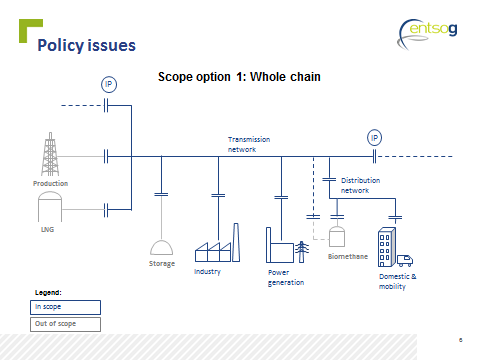 entsog
Policy issues
Scope option 1: Whole chain
IP
Transmission
network
IP
Production
Distribution
network
LNG
Storage
Industry
Power
generation
Biomethane
Domestic &
mobility
Legend:
In scope
Out of scope
6